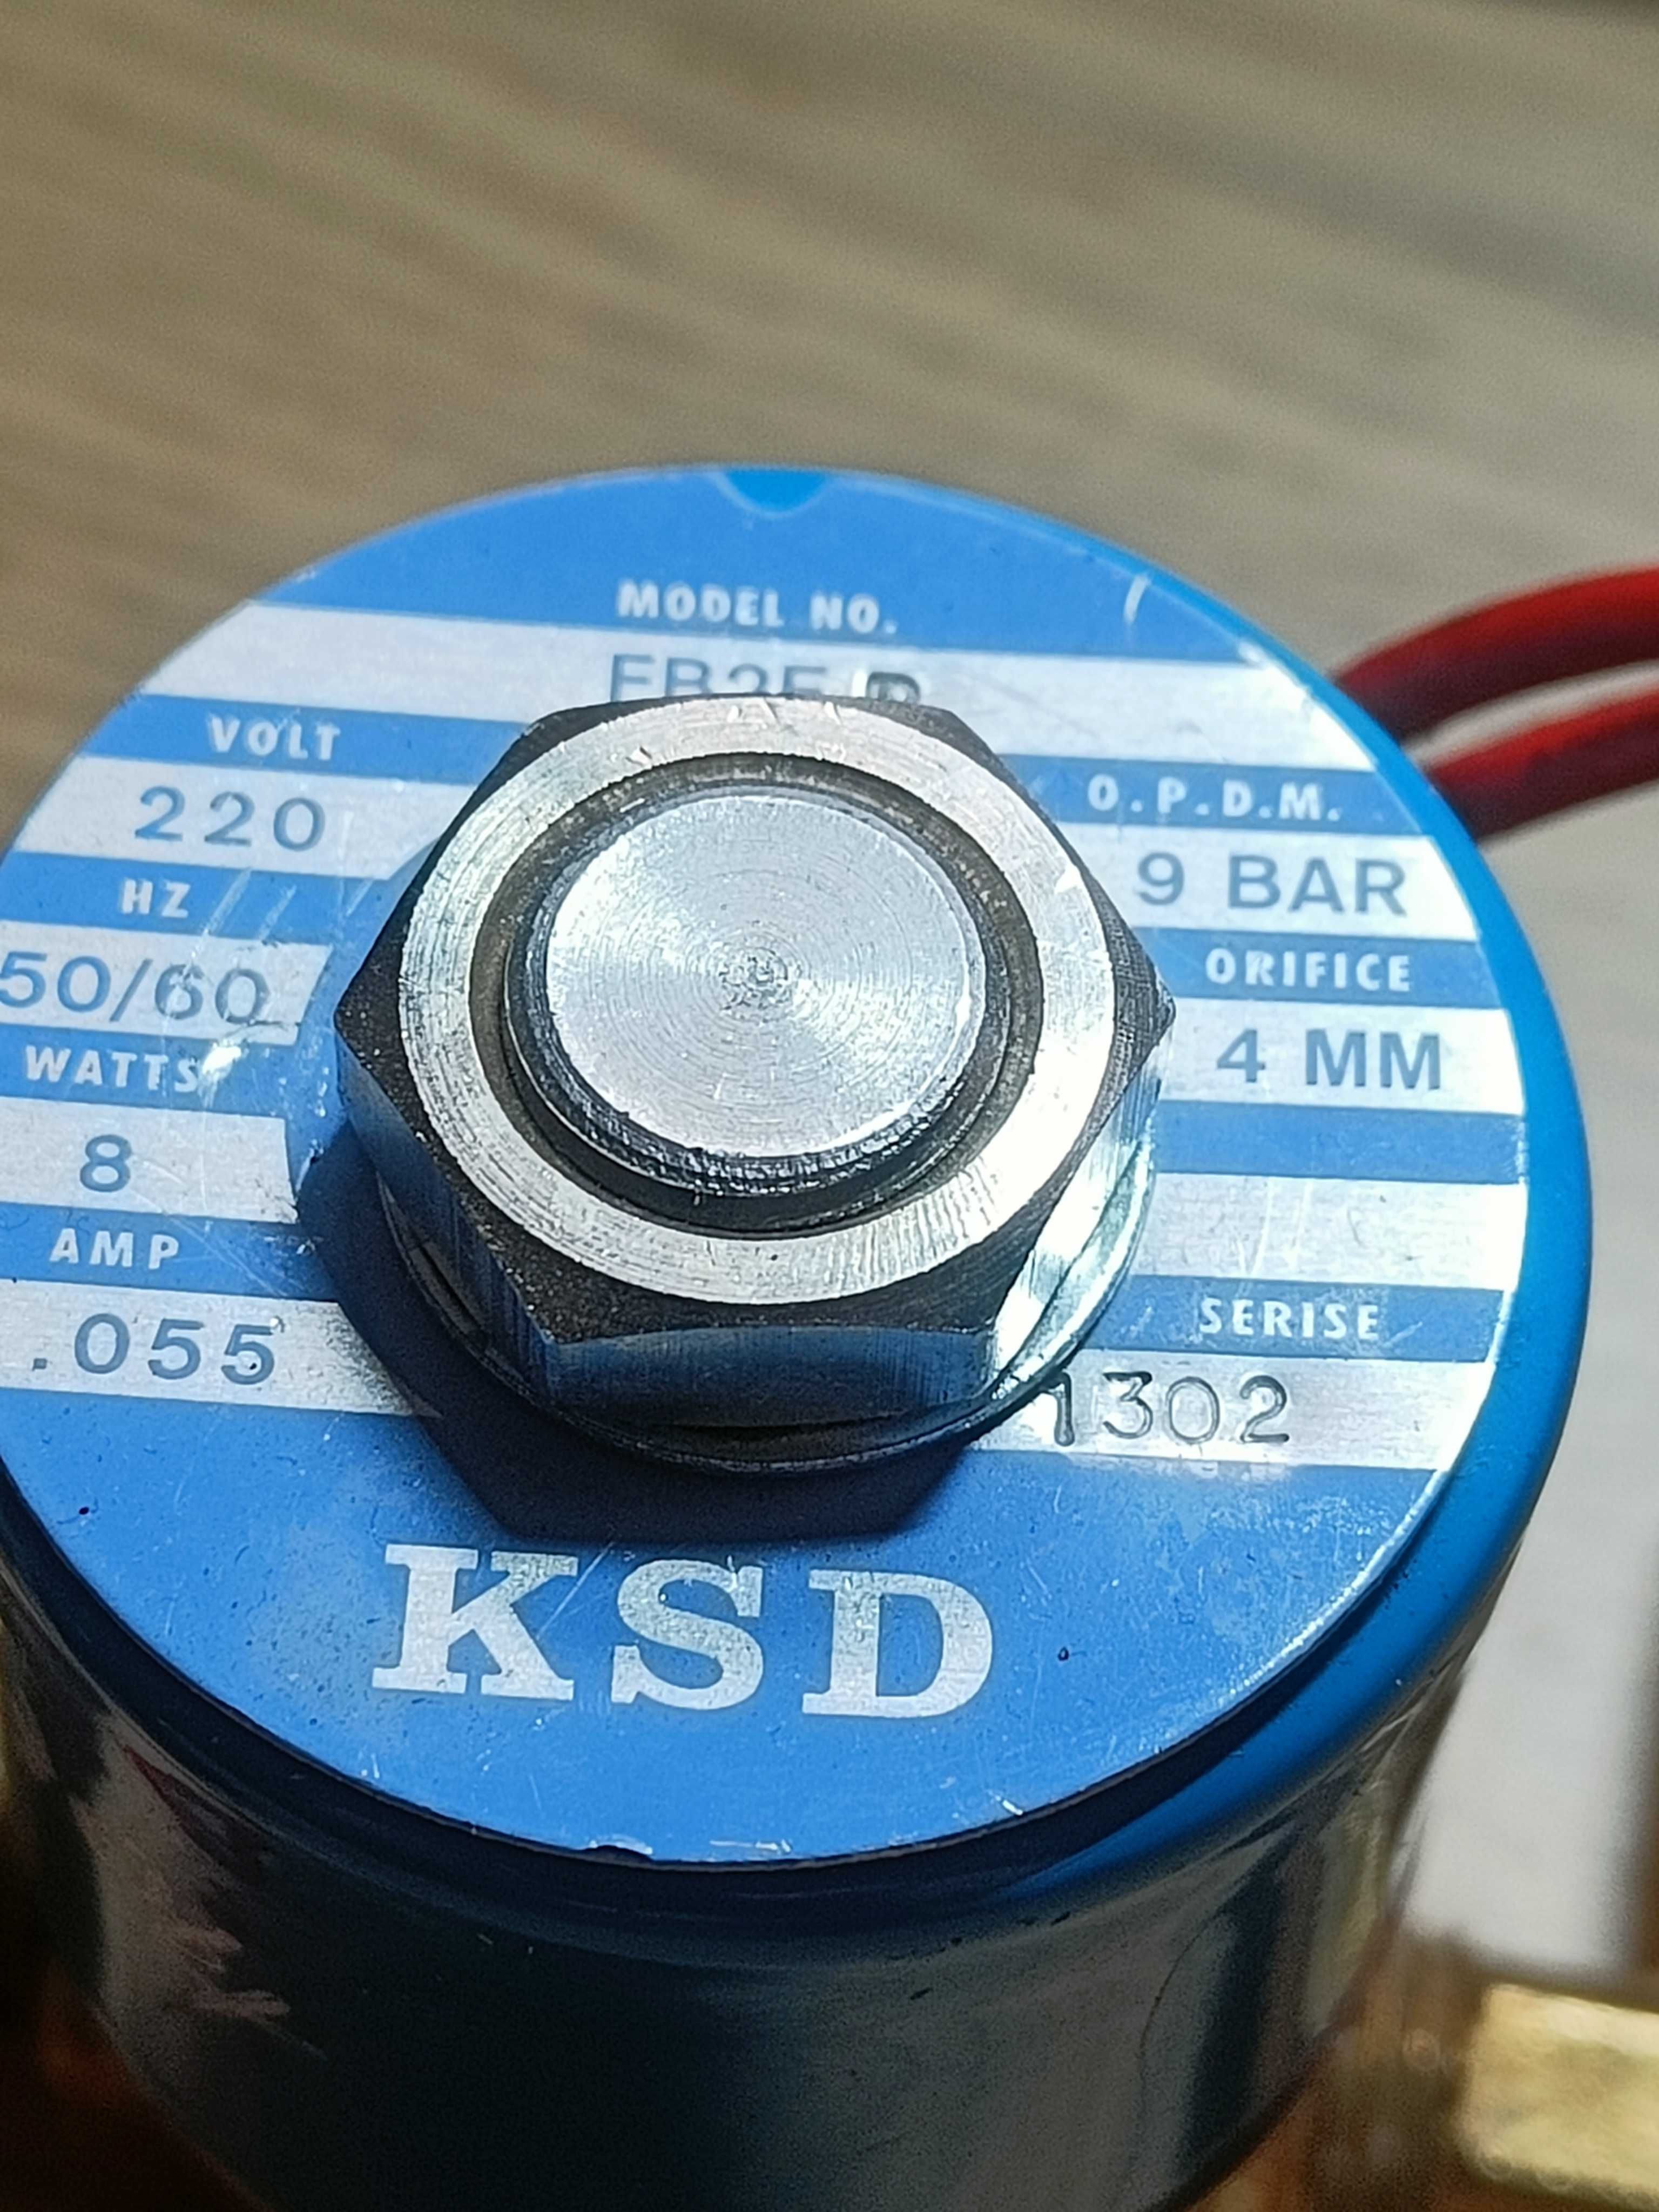 MODEL NO.
VOLT
220
O.P.D.M.
9 BAR
HZ
50/60
ORIFICE
4 MM
WATTS
8
AMP
.055
SERISE
1302
KSD